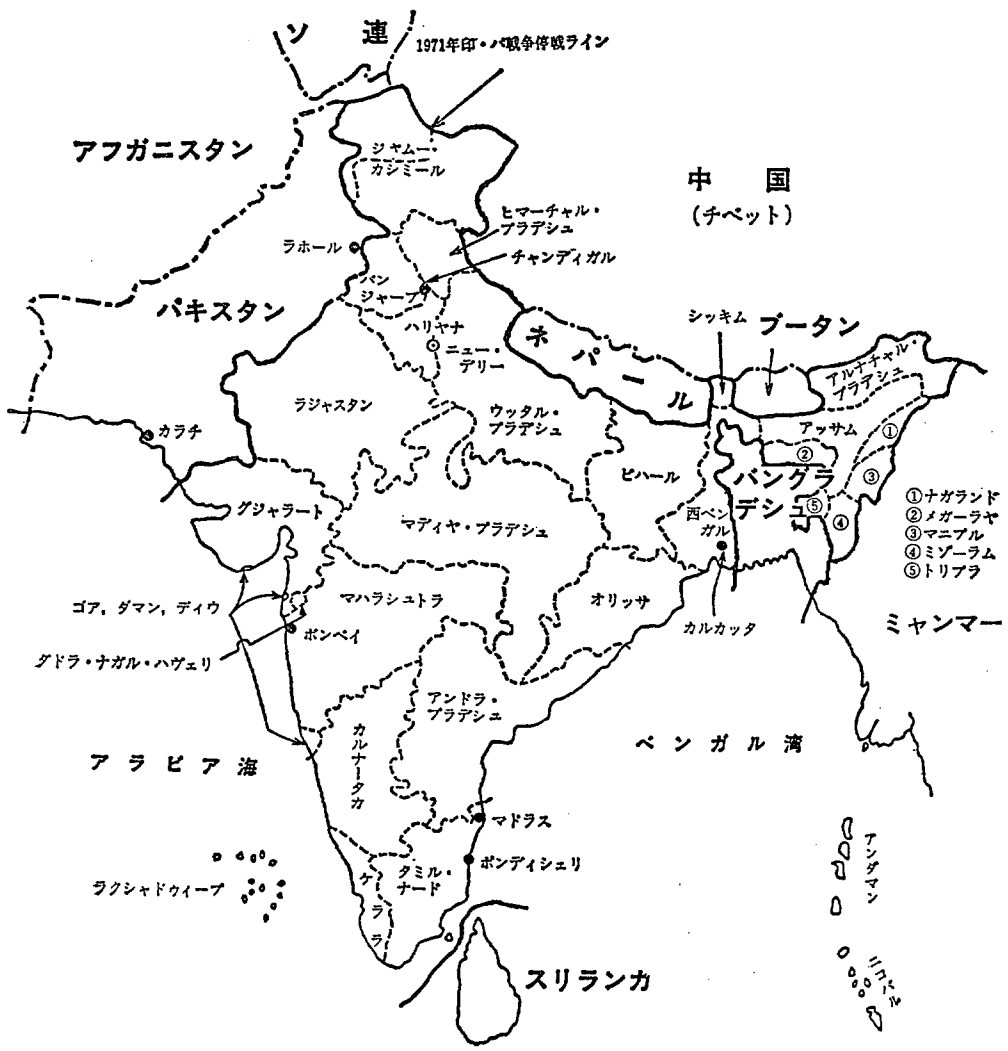 ソ 連
1971年印・パ戦争停戦ライン
アフガニスタン
ジャムー
カシミール
中 国
(チベット)
ヒマーチャル・
プラデシュ
ラホール
チャンディガル
パン
ジャーブ
パキスタン
ハリヤナ
ニュー・
デリー
ネパール
シッキム
ブータン
アルナチャル・
プラデシュ
ラジャスタン
ウッタル・
プラデシュ
アッサム
①
カラチ
ビハール
②
③
バングラ
デシュ
⑤
④
グジャラート
マディヤ・プラデシュ
西ベン
ガル
①ナガランド
②メガーラヤ
③マニプル
④ミゾーラム
⑤トリプラ
ゴア,ダマン,ディウ
マハラシュトラ
オリッサ
カルカッタ
ミャンマー
ボンベイ
ダドラ・ナガル・ハヴェリ
アンドラ・
プラデシュ
カルナータカ
アラビア海
ベンガル湾
マドラス
ポンディシェリ
タミル・
ナード
ケララ
ラクシャドウィープ
アンダマン
ニコバル
スリランカ